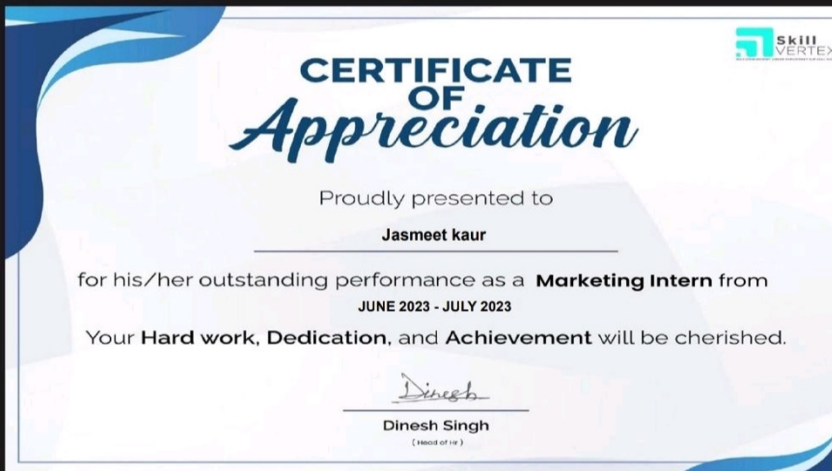 Skill
VERTEX
CERTIFICATE
OF
Appreciation
Proudly presented to
Jasmeet kaur
for his/her outstanding performance as a Marketing Intern from
JUNE 2023 - JULY 2023
Your Hard work, Dedication, and Achievement will be cherished.
Dinesh
Dinesh Singh
( Head of HR )